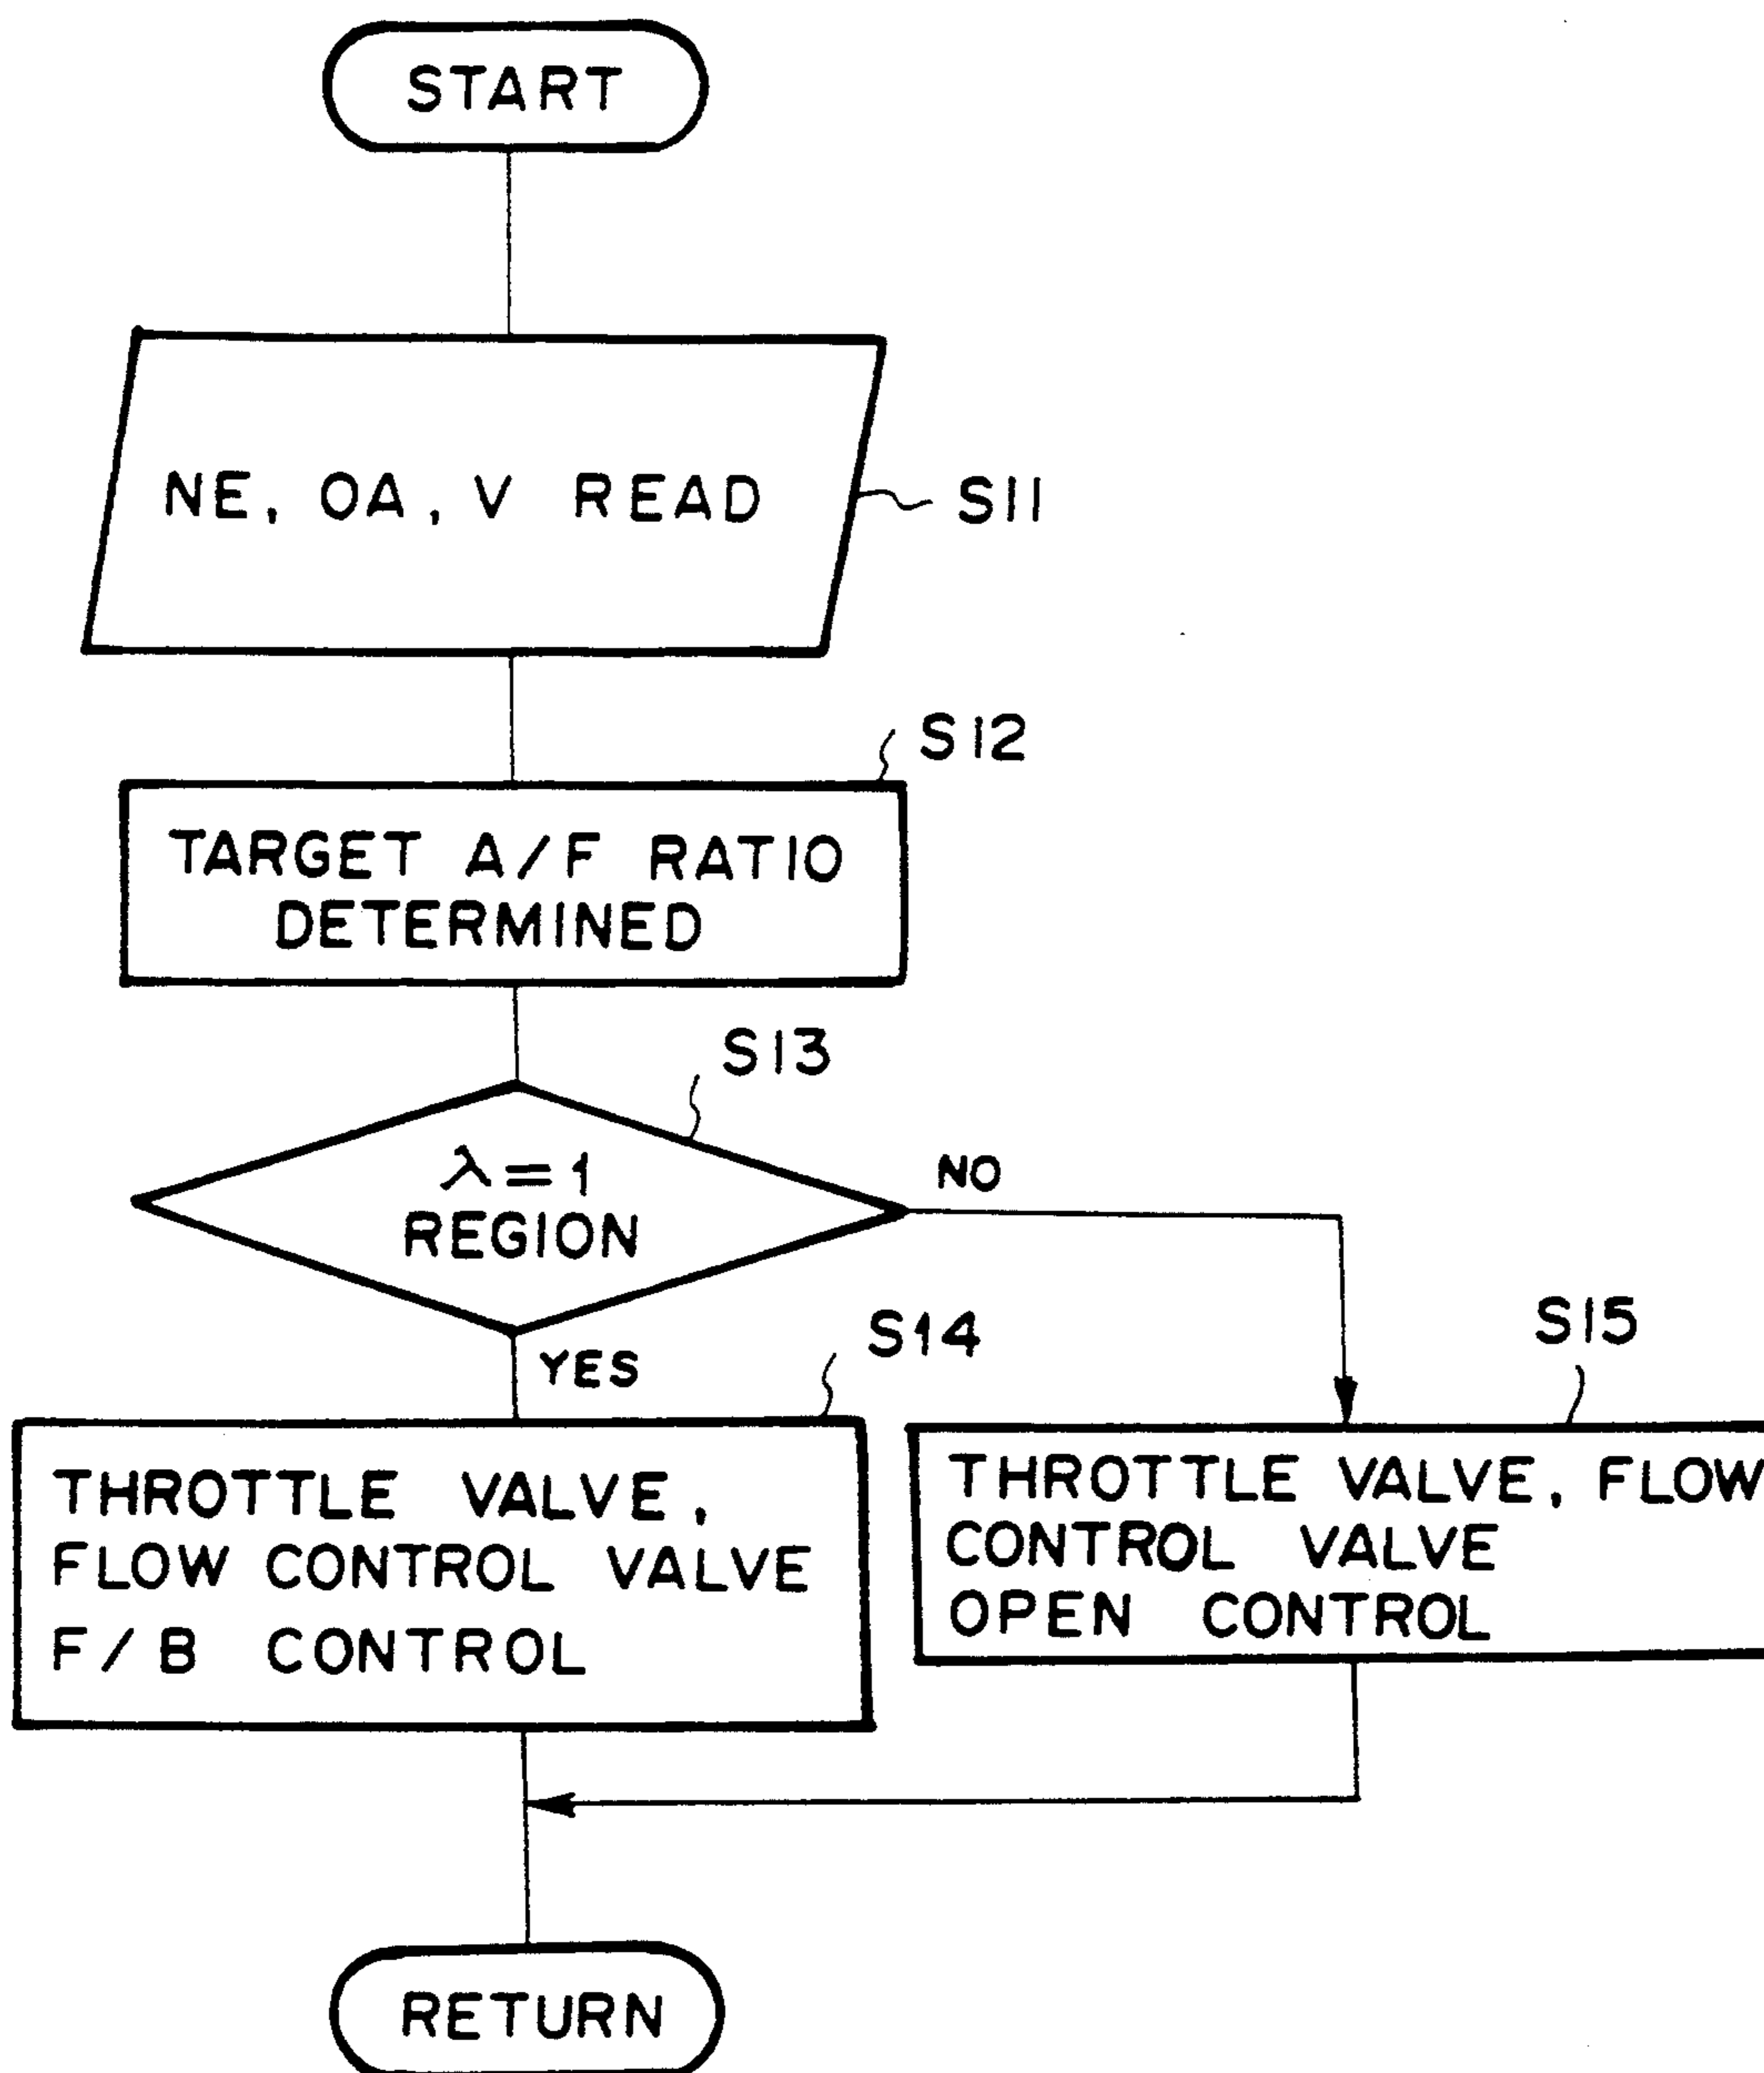 START
NE, OA, V READ
S11
S12
TARGET A/F RATIO
DETERMINED
S13
λ=1
REGION
NO
YES
S14
S15
THROTTLE VALVE,
FLOW CONTROL VALVE
F/B CONTROL
THROTTLE VALVE, FLOW
CONTROL VALVE
OPEN CONTROL
RETURN